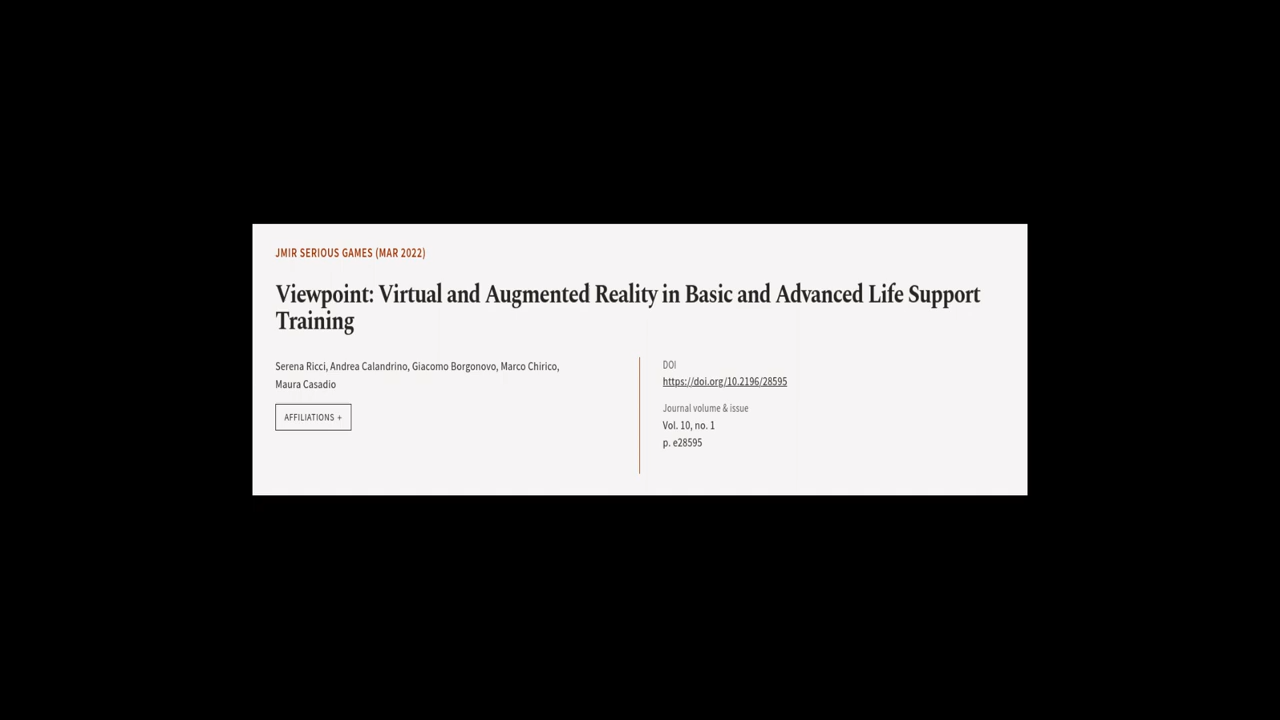 JMIR SERIOUS GAMES (MAR 2022)
Viewpoint: Virtual and Augmented Reality in Basic and Advanced Life Support
Training
Serena Ricci, Andrea Calandrino, Giacomo Borgonovo, Marco Chirico,
Maura Casadio
AFFILIATIONS +
DOI
https://doi.org/10.2196/28595
Journal volume & issue
Vol. 10, no. 1
p. e28595